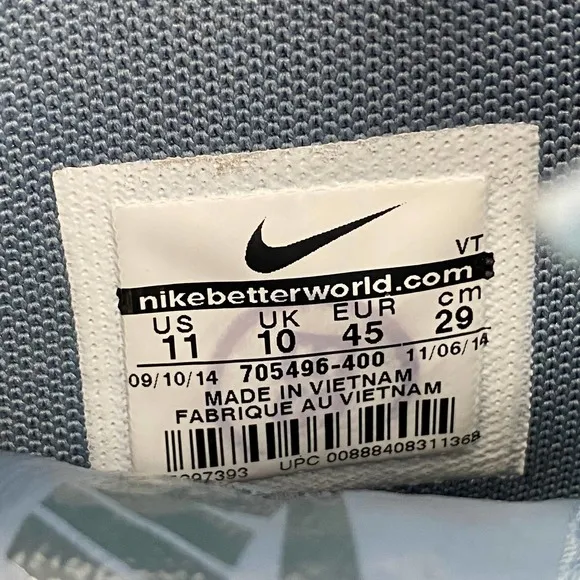 VT
nikebetterworld.com
US UK EUR cm
11 10 45 29
09/10/14 705496-400 11/06/14
MADE IN VIETNAM
FABRIQUE AU VIETNAM
UPC 00888408311368